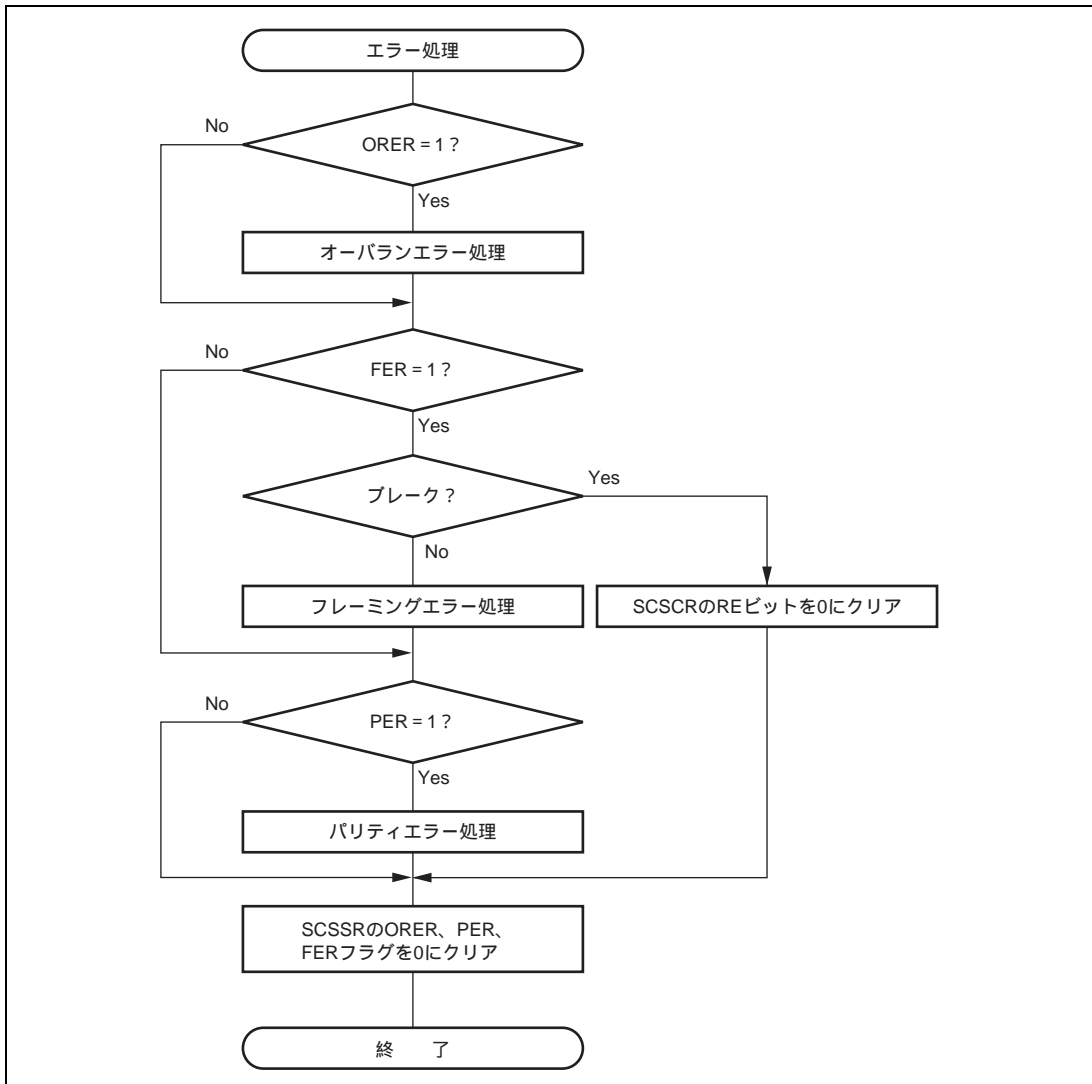 エラー処理
No
ORER = 1 ?
Yes
オーバランエラー処理
No
FER = 1 ?
Yes
ブレーク ?
Yes
No
フレーミングエラー処理
SCSCRのREビットを0にクリア
No
PER = 1 ?
Yes
パリティエラー処理
SCSSRのORER、PER、
FERフラグを0にクリア
終 了